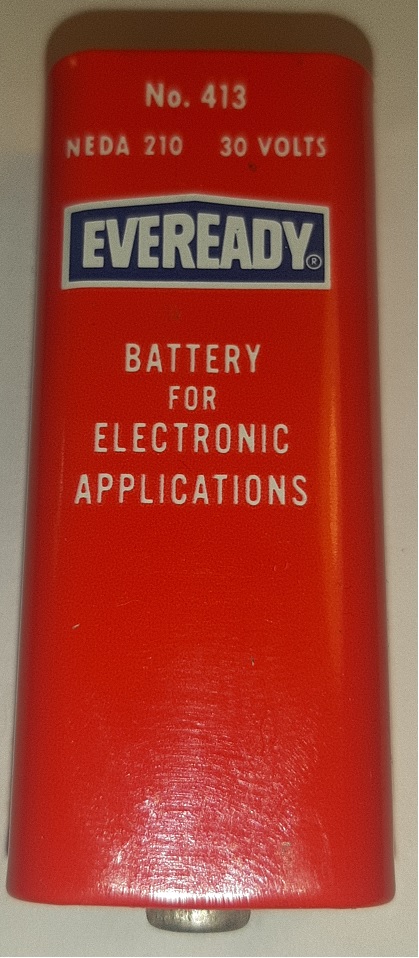 No. 413
NEDA 210 30 VOLTS
EVEREADY®
BATTERY
FOR
ELECTRONIC
APPLICATIONS